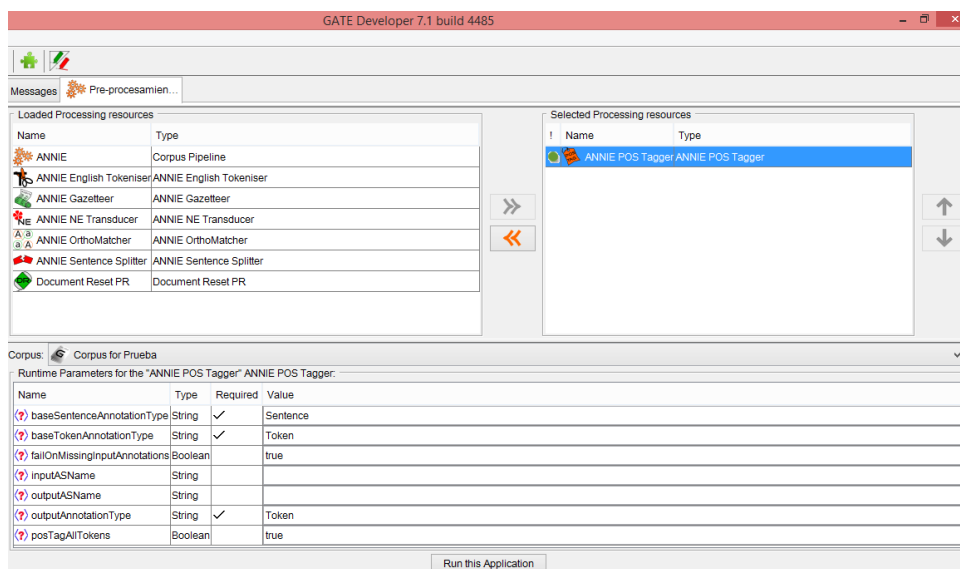 GATE Developer 7.1 build 4485
Messages Pre-procesamien...
Loaded Processing resources
Name Type
ANNIE Corpus Pipeline
ANNIE English Tokeniser ANNIE English Tokeniser
ANNIE Gazetteer ANNIE Gazetteer
NE ANNIE NE Transducer ANNIE NE Transducer
A a a A ANNIE OrthoMatcher ANNIE OrthoMatcher
ANNIE Sentence Splitter ANNIE Sentence Splitter
DR Document Reset PR Document Reset PR
Selected Processing resources
! Name Type
ANNIE POS Tagger ANNIE POS Tagger
Corpus: G Corpus for Prueba
Runtime Parameters for the "ANNIE POS Tagger" ANNIE POS Tagger:
Name Type Required Value
(?) baseSentenceAnnotationType String ✓ Sentence
(?) baseTokenAnnotationType String ✓ Token
(?) failOnMissingInputAnnotations Boolean true
(?) inputASName String
(?) outputASName String
(?) outputAnnotationType String ✓ Token
(?) posTagAllTokens Boolean true
Run this Application